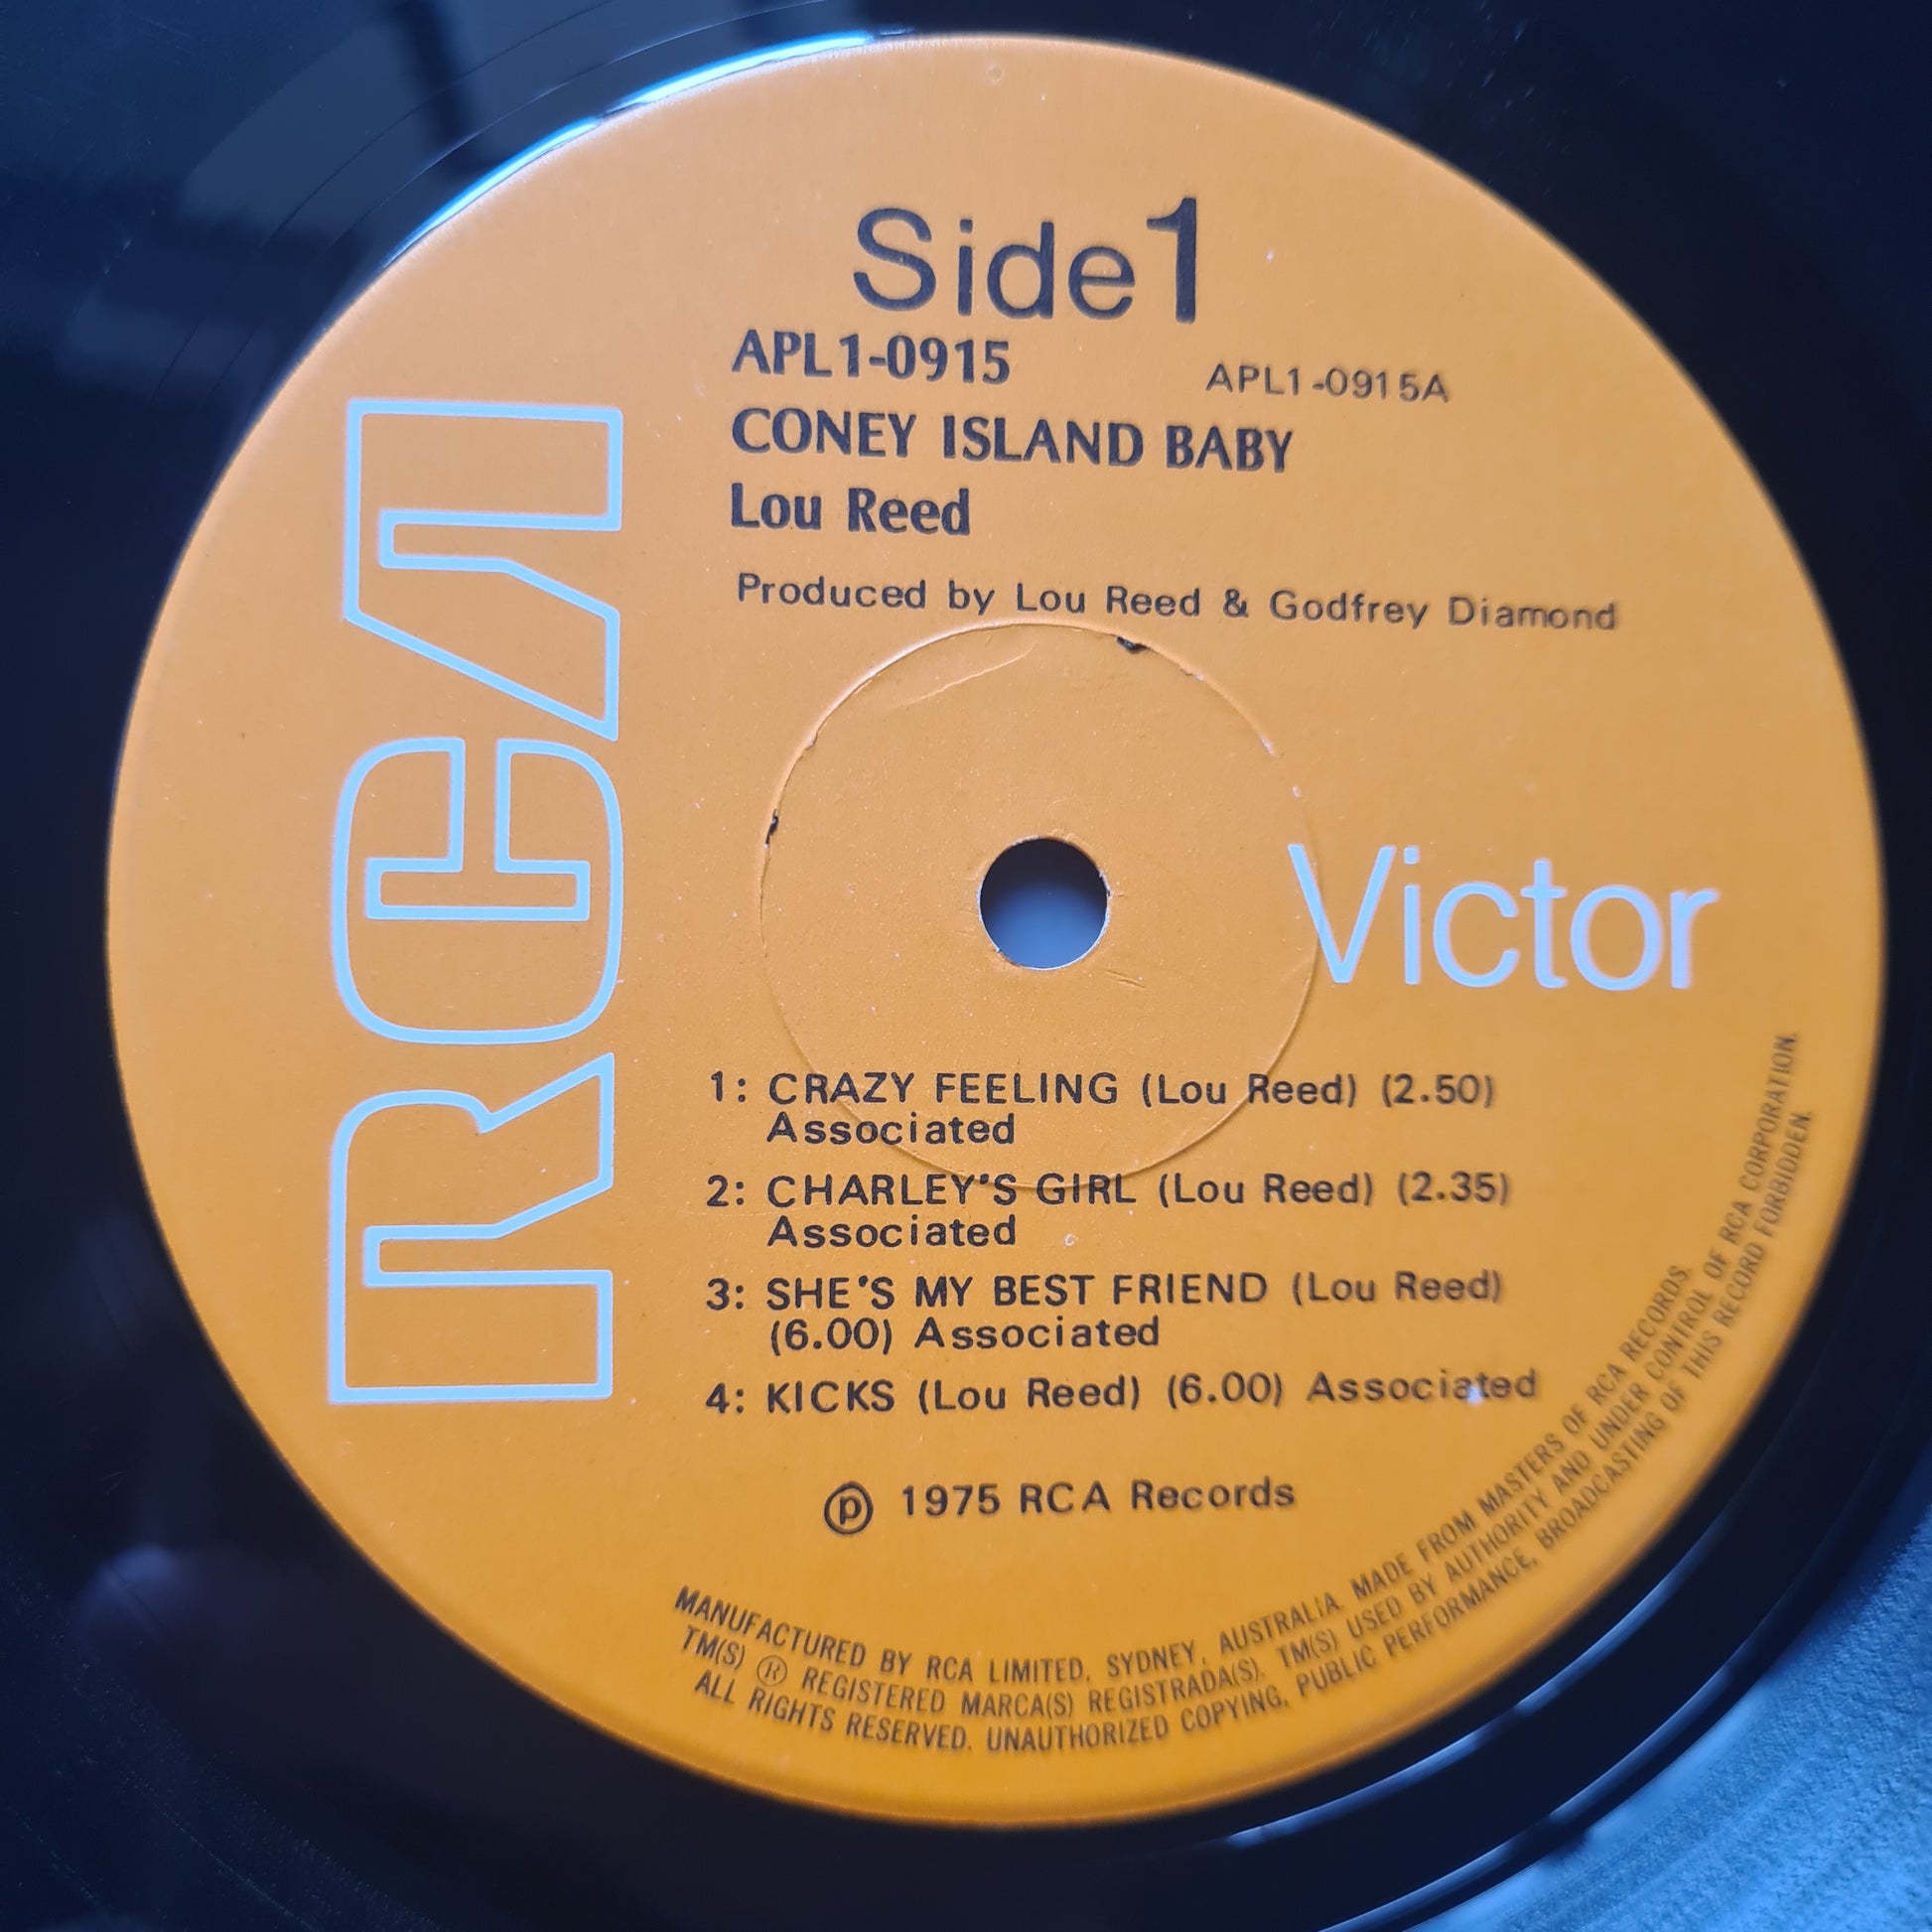 Side 1
APL1-0915 APL1-0915A
CONEY ISLAND BABY
Lou Reed
Produced by Lou Reed & Godfrey Diamond
RCA
Victor
1: CRAZY FEELING (Lou Reed) (2.50)
Associated
2: CHARLEY'S GIRL (Lou Reed) (2.35)
Associated
3: SHE'S MY BEST FRIEND (Lou Reed)
(6.00) Associated
4: KICKS (Lou Reed) (6.00) Associated
℗ 1975 RCA Records
MANUFACTURED BY RCA LIMITED, SYDNEY, AUSTRALIA. MADE FROM MASTERS OF RCA RECORDS.
TM(S) ® REGISTERED MARCA(S) REGISTRADA(S). TM(S) USED BY AUTHORITY AND UNDER CONTROL OF RCA CORPORATION.
ALL RIGHTS RESERVED. UNAUTHORIZED COPYING, PUBLIC PERFORMANCE, BROADCASTING OF THIS RECORD FORBIDDEN.